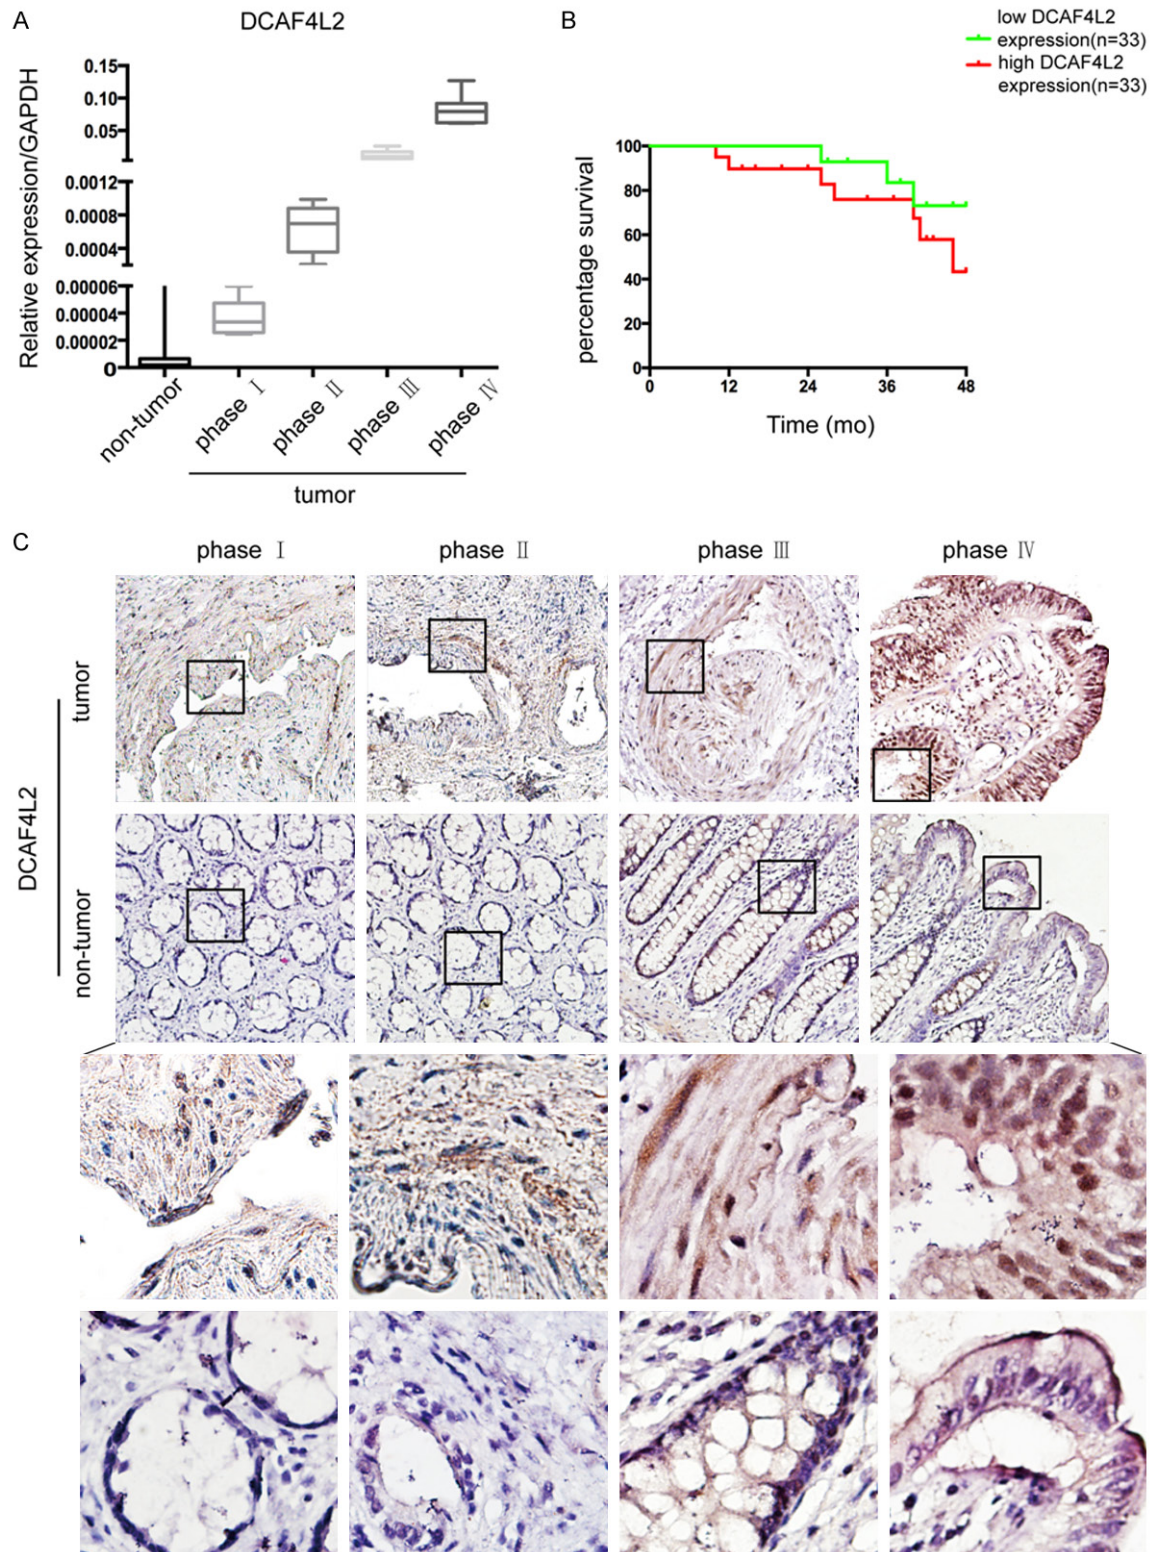 A
DCAF4L2
Relative expression/GAPDH
0.15
0.10
0.05
0.0012
0.0008
0.0004
0.00006
0.00004
0.00002
0
non-tumor
phase Ⅰ
phase Ⅱ
phase Ⅲ
phase Ⅳ
tumor
B
low DCAF4L2
expression(n=33)
high DCAF4L2
expression(n=33)
percentage survival
100
80
60
40
20
0
0
12
24
36
48
Time (mo)
C
phase Ⅰ
phase Ⅱ
phase Ⅲ
phase Ⅳ
DCAF4L2
tumor
non-tumor